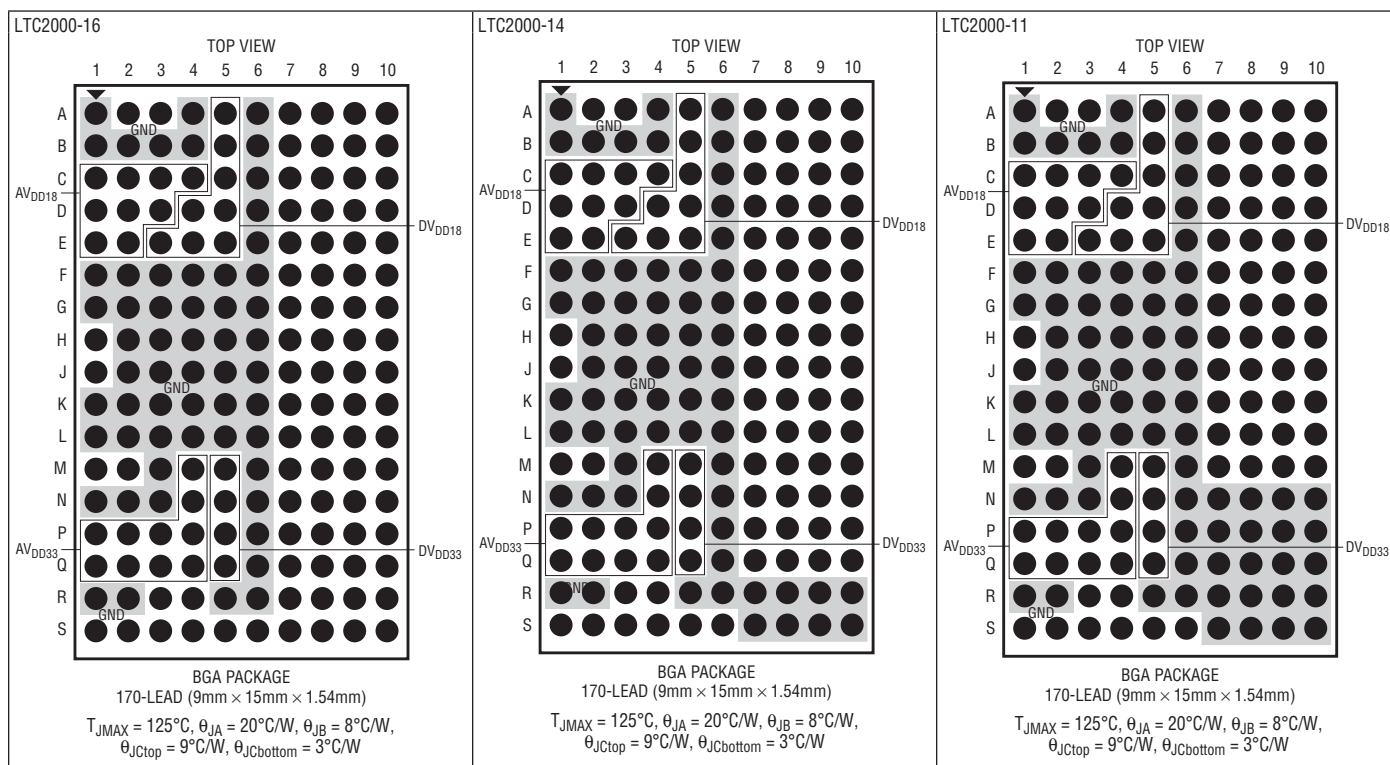 LTC2000-16
TOP VIEW
1 2 3 4 5 6 7 8 9 10
A
GND
B
C
AVDD18
D
DVDD18
E
F
G
H
J
GND
K
L
M
N
P
AVDD33
DVDD33
Q
R
GND
S
BGA PACKAGE
170-LEAD (9mm × 15mm × 1.54mm)
TJMAX = 125°C, θJA = 20°C/W, θJB = 8°C/W,
θJCtop = 9°C/W, θJCbottom = 3°C/W
LTC2000-14
TOP VIEW
1 2 3 4 5 6 7 8 9 10
A
GND
B
C
AVDD18
D
DVDD18
E
F
G
H
J
GND
K
L
M
N
P
AVDD33
DVDD33
Q
R
GND
S
BGA PACKAGE
170-LEAD (9mm × 15mm × 1.54mm)
TJMAX = 125°C, θJA = 20°C/W, θJB = 8°C/W,
θJCtop = 9°C/W, θJCbottom = 3°C/W
LTC2000-11
TOP VIEW
1 2 3 4 5 6 7 8 9 10
A
GND
B
C
AVDD18
D
DVDD18
E
F
G
H
J
GND
K
L
M
N
P
AVDD33
DVDD33
Q
R
GND
S
BGA PACKAGE
170-LEAD (9mm × 15mm × 1.54mm)
TJMAX = 125°C, θJA = 20°C/W, θJB = 8°C/W,
θJCtop = 9°C/W, θJCbottom = 3°C/W